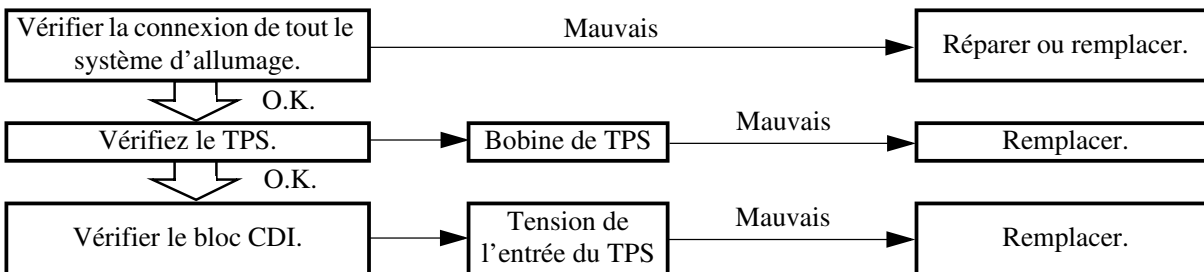 Vérifier la connexion de tout le
système d’allumage.
Mauvais
Réparer ou remplacer.
O.K.
Vérifiez le TPS.
Bobine de TPS
Mauvais
Remplacer.
O.K.
Vérifier le bloc CDI.
Tension de
l’entrée du TPS
Mauvais
Remplacer.